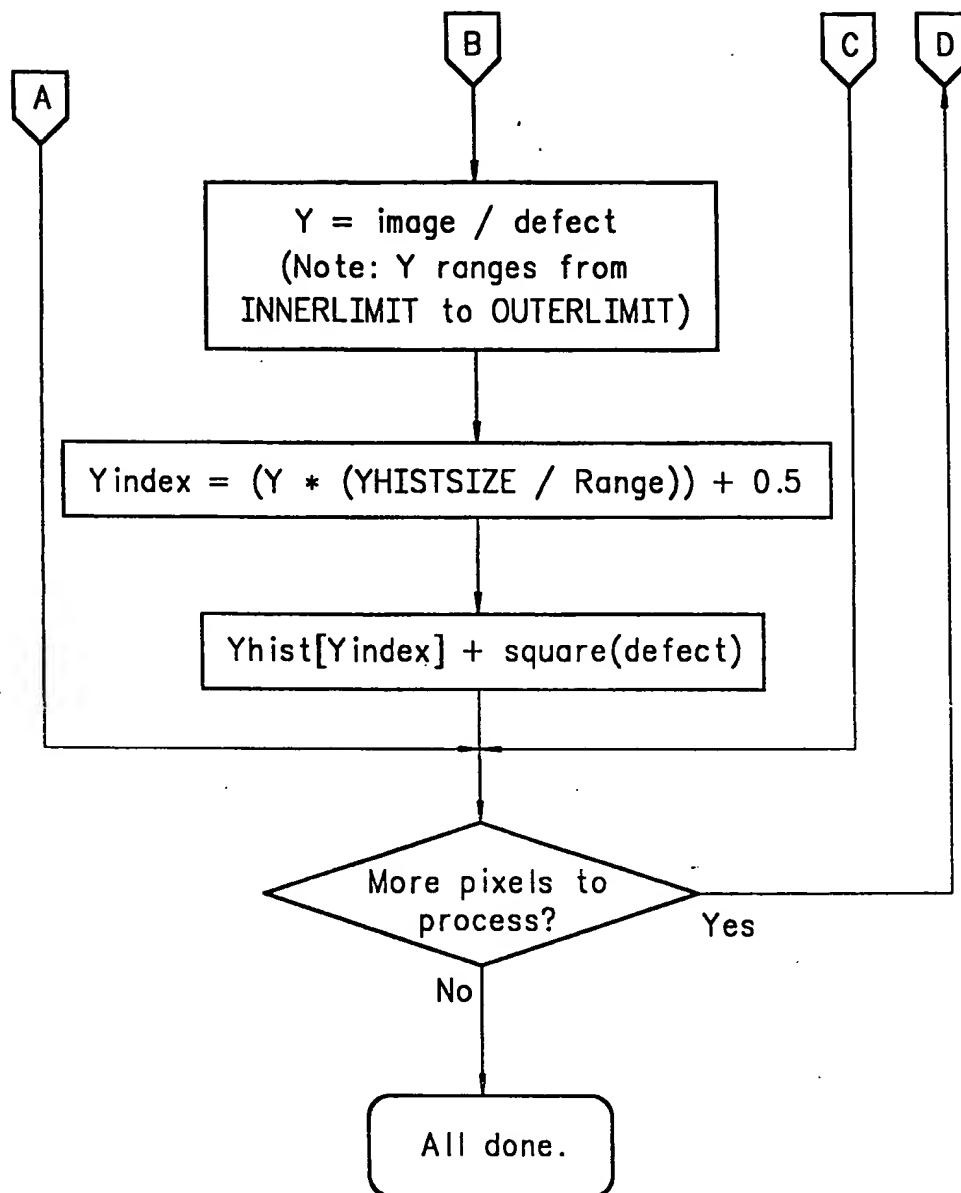 A
B
C
D
Y = image / defect
(Note: Y ranges from
INNERLIMIT to OUTERLIMIT)
Yindex = (Y * (YHISTSIZE / Range)) + 0.5
Yhist[Yindex] + square(defect)
More pixels to
process?
Yes
No
All done.